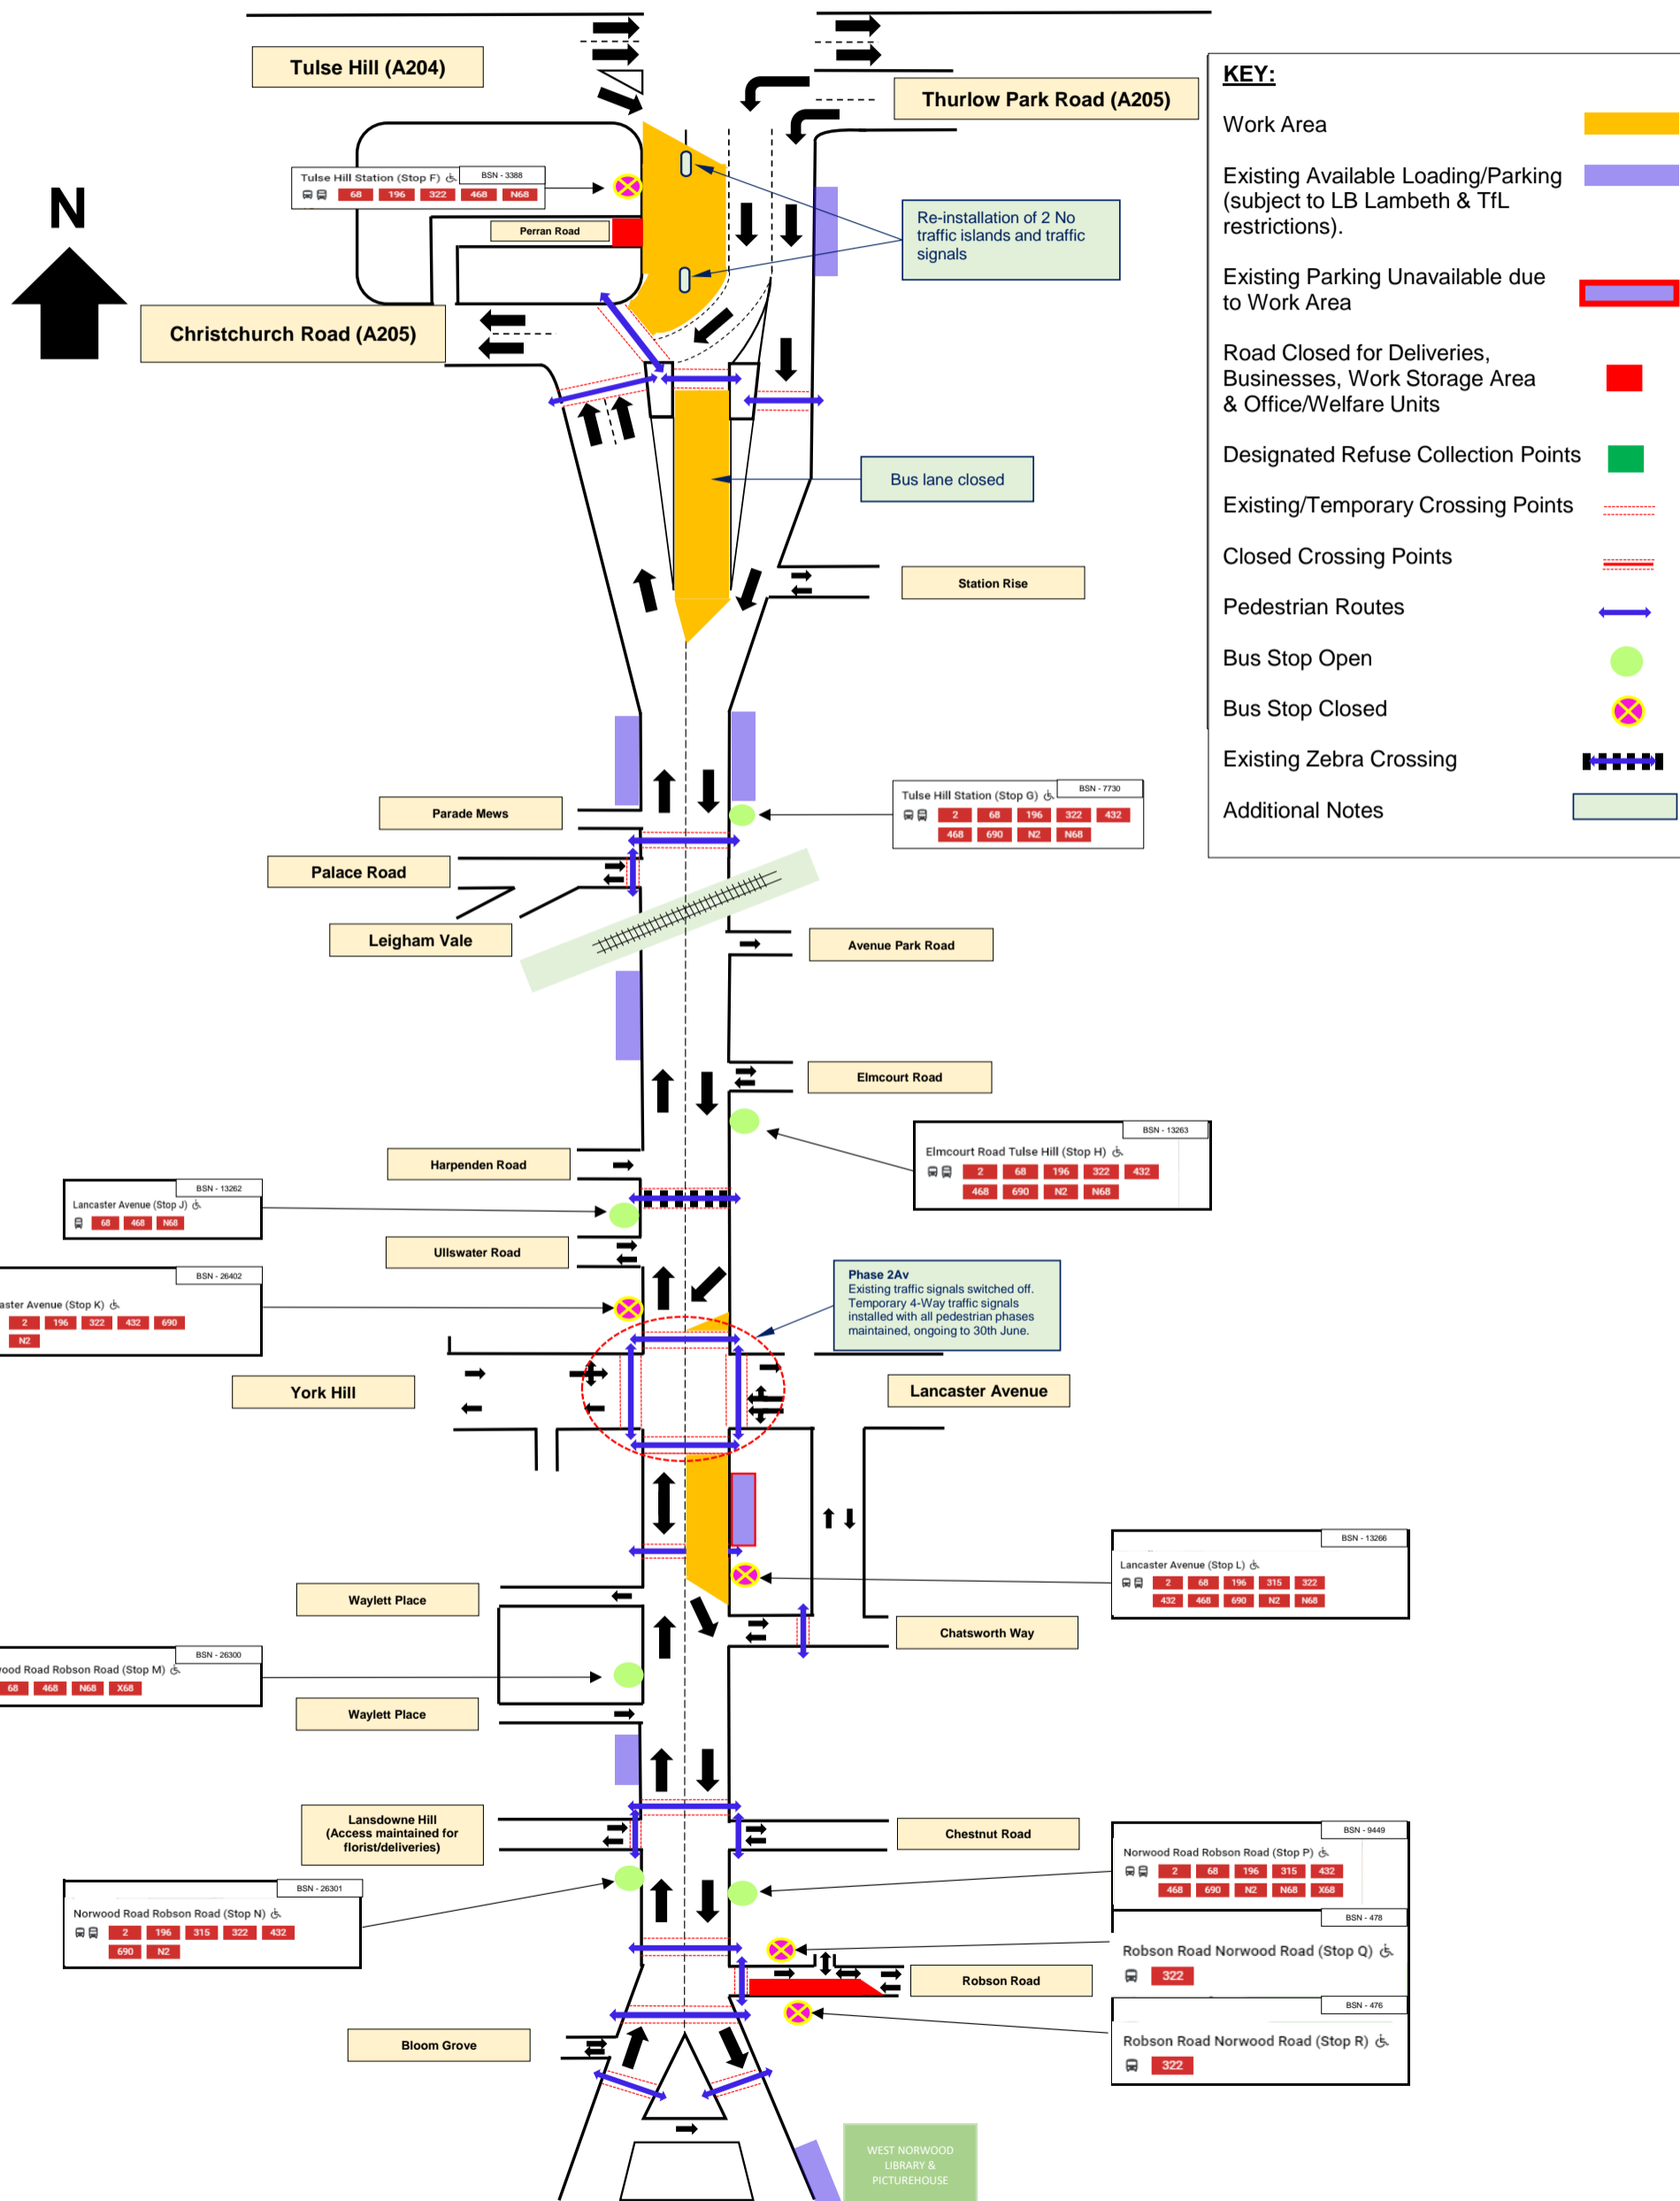 Tulse Hill (A204)
Thurlow Park Road (A205)
KEY:
Work Area
Existing Available Loading/Parking
(subject to LB Lambeth & TfL
restrictions).
Existing Parking Unavailable due
to Work Area
Road Closed for Deliveries,
Businesses, Work Storage Area
& Office/Welfare Units
Designated Refuse Collection Points
Existing/Temporary Crossing Points
Closed Crossing Points
Pedestrian Routes
Bus Stop Open
Bus Stop Closed
Existing Zebra Crossing
Additional Notes
N
Tulse Hill Station (Stop F)
BSN - 3388
68 196 322 468 N68
Perran Road
Re-installation of 2 No
traffic islands and traffic
signals
Christchurch Road (A205)
Bus lane closed
Station Rise
Parade Mews
Tulse Hill Station (Stop G)
BSN - 7730
2 68 196 322 432
468 690 N2 N68
Palace Road
Leigham Vale
Avenue Park Road
Elmcourt Road
BSN - 13263
Elmcourt Road Tulse Hill (Stop H)
2 68 196 322 432
468 690 N2 N68
Harpenden Road
BSN - 13262
Lancaster Avenue (Stop J)
68 468 N68
Ullswater Road
BSN - 26402
aster Avenue (Stop K)
2 196 322 432 690
N2
Phase 2Av
Existing traffic signals switched off.
Temporary 4-Way traffic signals
installed with all pedestrian phases
maintained, ongoing to 30th June.
York Hill
Lancaster Avenue
BSN - 13266
Lancaster Avenue (Stop L)
2 68 196 315 322
432 468 690 N2 N68
Waylett Place
Chatsworth Way
BSN - 26300
wood Road Robson Road (Stop M)
68 468 N68 X68
Waylett Place
Lansdowne Hill
(Access maintained for
florist/deliveries)
Chestnut Road
BSN - 9449
Norwood Road Robson Road (Stop P)
2 68 196 315 432
468 690 N2 N68 X68
BSN - 26301
Norwood Road Robson Road (Stop N)
2 196 315 322 432
690 N2
BSN - 478
Robson Road Norwood Road (Stop Q)
322
Robson Road
BSN - 476
Robson Road Norwood Road (Stop R)
322
Bloom Grove
WEST NORWOOD
LIBRARY &
PICTUREHOUSE